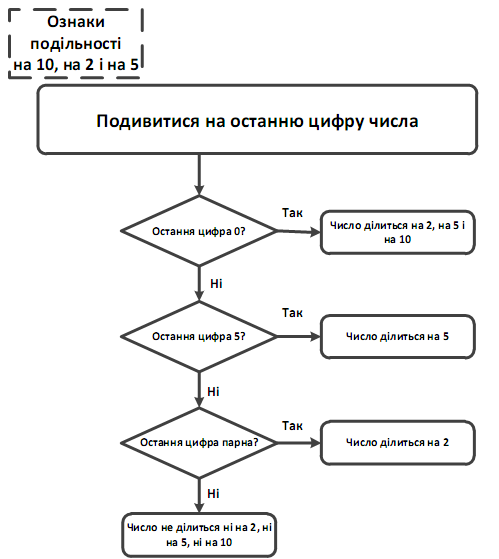 Ознаки
подільності
на 10, на 2 і на 5
Подивитися на останню цифру числа
Остання цифра 0?
Так
Число ділиться на 2, на 5 і
на 10
Ні
Остання цифра 5?
Так
Число ділиться на 5
Ні
Остання цифра парна?
Так
Число ділиться на 2
Ні
Число не ділиться ні на 2, ні
на 5, ні на 10